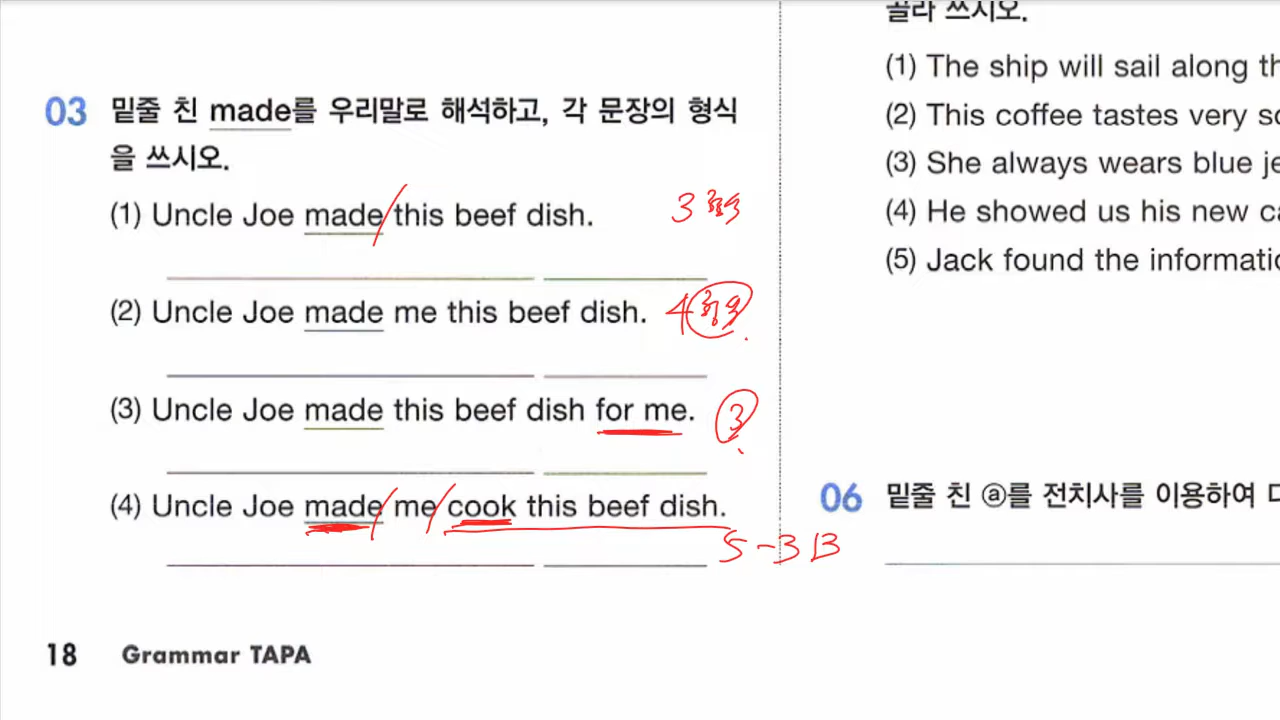 03 밑줄 친 made를 우리말로 해석하고, 각 문장의 형식
을 쓰시오.
(1) Uncle Joe made this beef dish. 3형식
(2) Uncle Joe made me this beef dish. 4형식
(3) Uncle Joe made this beef dish for me. 3
(4) Uncle Joe made me cook this beef dish.
5-3
18 Grammar TAPA
골라 쓰시오.
(1) The ship will sail along
(2) This coffee tastes very
(3) She always wears blue
(4) He showed us his new
(5) Jack found the
06 밑줄 친 ⓐ를 전치사를 이용하여